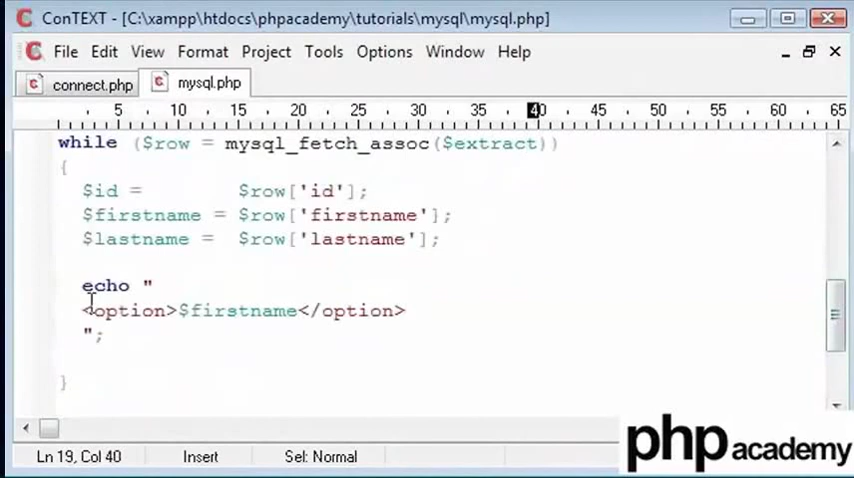 ConTEXT - [C:\xampp\htdocs\phpacademy\tutorials\mysql\mysql.php]
File Edit View Format Project Tools Options Window Help
connect.php mysql.php
5 10 15 20 25 30 35 40 45 50 55 60 65
while ($row = mysql_fetch_assoc($extract))
{
$id = $row['id'];
$firstname = $row['firstname'];
$lastname = $row['lastname'];
echo "
<option>$firstname</option>
";
}
Ln 19, Col 40 Insert Sel: Normal
php academy